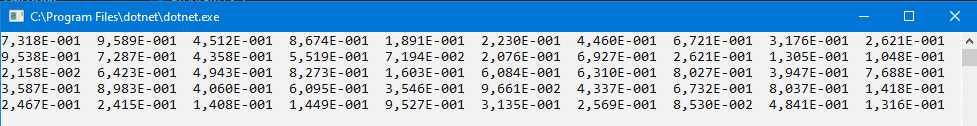 C:\Program Files\dotnet\dotnet.exe
7,318E-001 9,589E-001 4,512E-001 8,674E-001 1,891E-001 2,230E-001 4,460E-001 6,721E-001 3,176E-001 2,621E-001
9,538E-001 7,287E-001 4,358E-001 5,519E-001 7,194E-002 2,076E-001 6,927E-001 2,621E-001 1,305E-001 1,048E-001
2,158E-002 6,423E-001 4,943E-001 8,273E-001 1,603E-001 6,084E-001 6,310E-001 8,027E-001 3,947E-001 7,688E-001
3,587E-001 8,983E-001 4,060E-001 6,095E-001 3,546E-001 9,661E-002 4,337E-001 6,732E-001 8,037E-001 1,418E-001
2,467E-001 2,415E-001 1,408E-001 1,449E-001 9,527E-001 3,135E-001 2,569E-001 8,530E-002 4,841E-001 1,316E-001